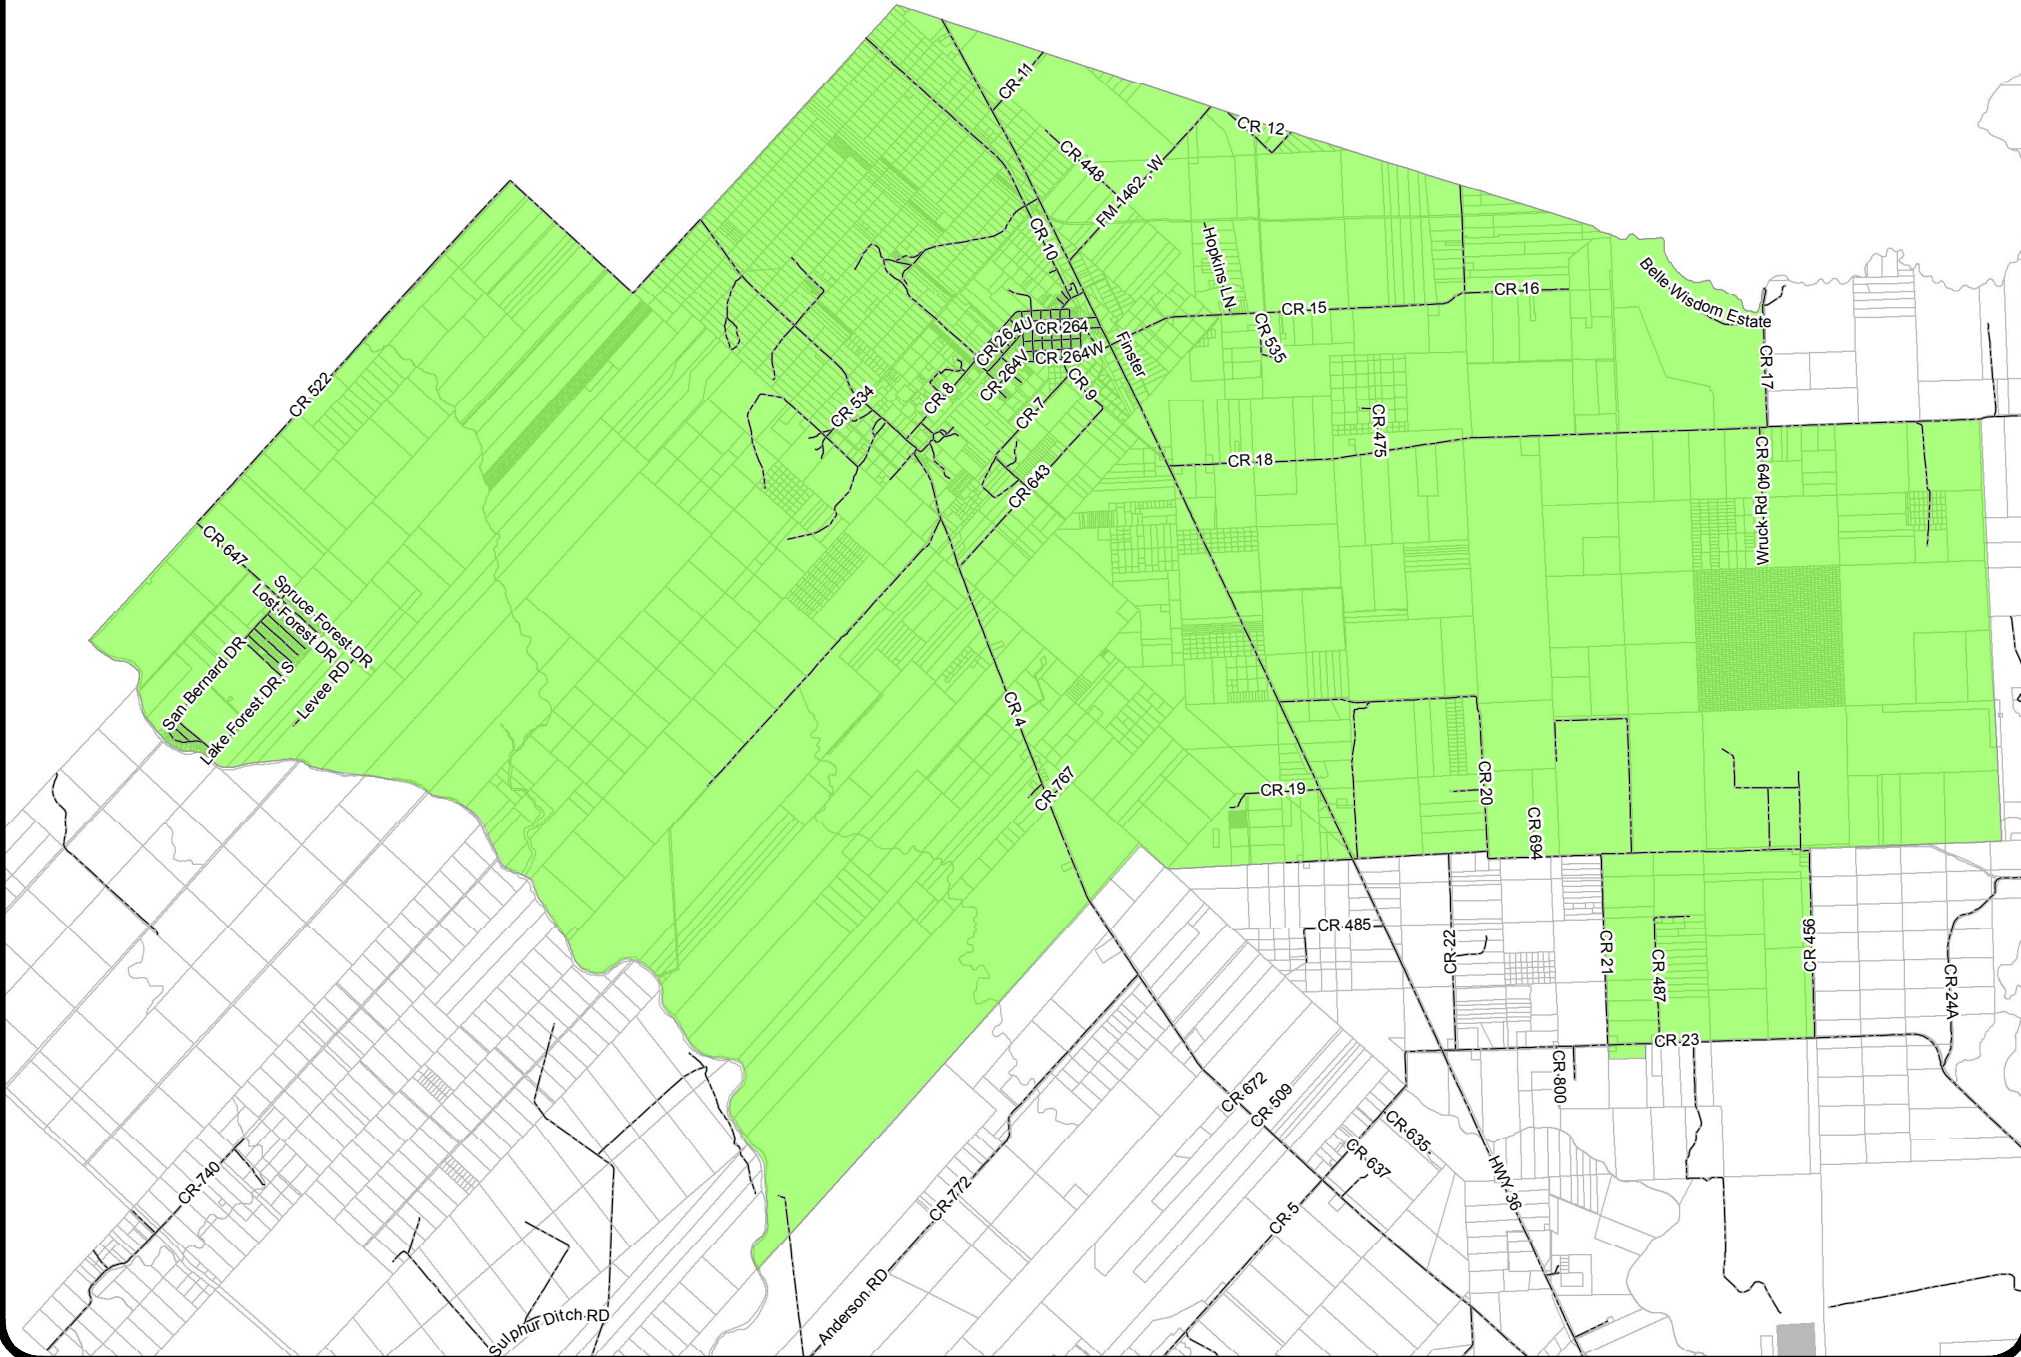 CR 11
CR 12
CR 448
FM 1462 , W
CR 10
Hopkins LN
Belle Wisdom Estate
CR 16
CR 15
CR 264U
CR 264
CR 535
Finster
CR 264W
CR 17
CR 264V
CR 522
CR 9
CR 8
CR 534
CR 7
CR 475
CR 18
CR 640
Wruck Rd
CR 643
CR 647
Spruce Forest DR
Lost Forest DR
San Bernard DR
Levee RD
Lake Forest DR, S
CR 4
CR 767
CR 19
CR 20
CR 694
CR 485
CR 22
CR 21
CR 487
CR 456
CR 24A
CR 23
CR 800
CR 672
CR 509
CR 635
CR 637
CR 740
CR 772
HWY 36
CR 5
Anderson RD
Sulphur Ditch RD